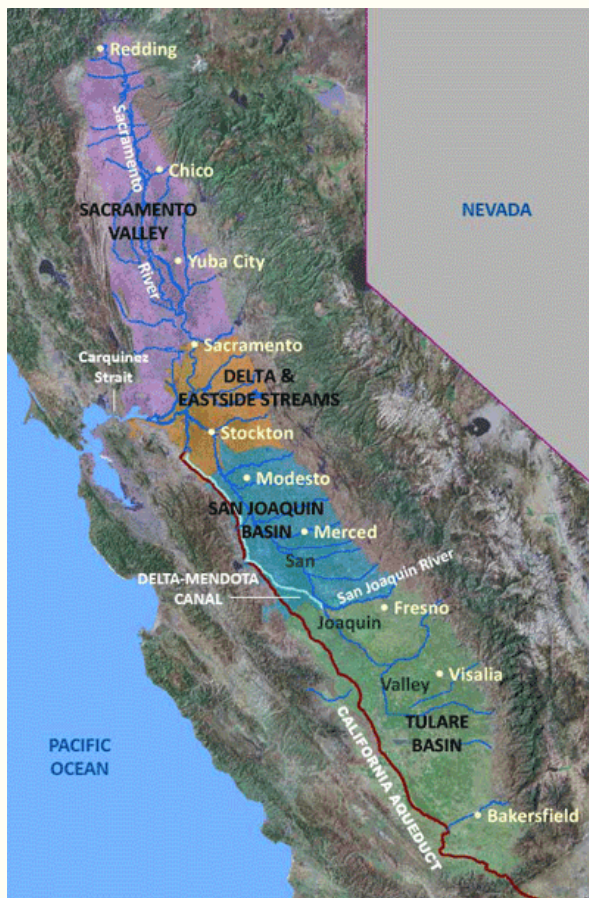 Redding
Sacramento
Chico
SACRAMENTO
VALLEY
NEVADA
Yuba City
River
Sacramento
Carquinez
Strait
DELTA &
EASTSIDE STREAMS
Stockton
Modesto
SAN JOAQUIN
BASIN
Merced
San
San Joaquin River
DELTA-MENDOTA
CANAL
Fresno
Joaquin
Visalia
Valley
TULARE
BASIN
PACIFIC
OCEAN
CALIFORNIA AQUEDUCT
Bakersfield